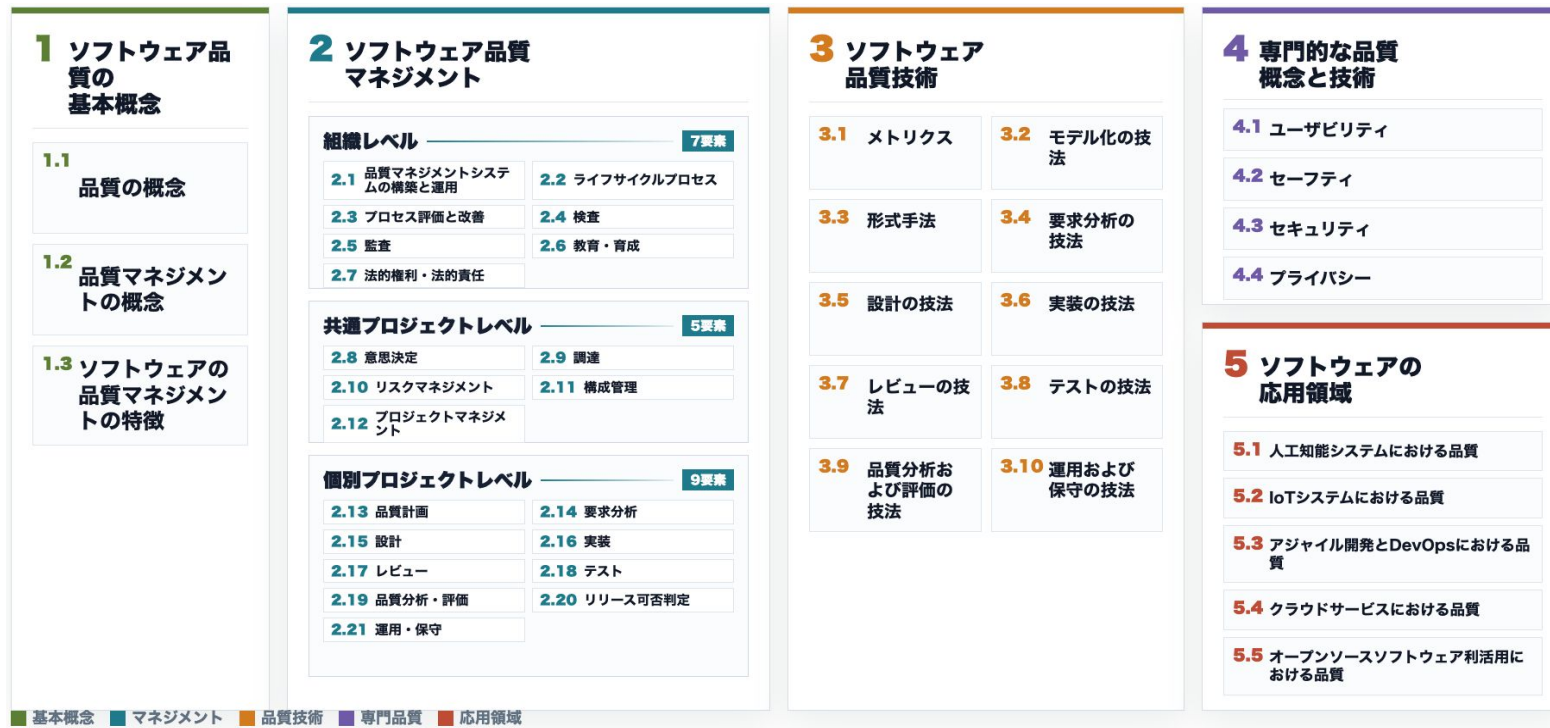 1
ソフトウェア品
質の
基本概念
1.1
品質の概念
1.2
品質マネジメン
トの概念
1.3
ソフトウェアの
品質マネジメン
トの特徴
2
ソフトウェア品質
マネジメント
組織レベル
7要素
2.1 品質マネジメントシステ
ムの構築と運用
2.2 ライフサイクルプロセス
2.3 プロセス評価と改善
2.4 検査
2.5 監査
2.6 教育・育成
2.7 法的権利・法的責任
共通プロジェクトレベル
5要素
2.8 意思決定
2.9 調達
2.10 リスクマネジメント
2.11 構成管理
2.12 プロジェクトマネジメ
ント
個別プロジェクトレベル
9要素
2.13 品質計画
2.14 要求分析
2.15 設計
2.16 実装
2.17 レビュー
2.18 テスト
2.19 品質分析・評価
2.20 リリース可否判定
2.21 運用・保守
3
ソフトウェア
品質技術
3.1 メトリクス
3.2 モデル化の技
法
3.3 形式手法
3.4 要求分析の
技法
3.5 設計の技法
3.6 実装の技法
3.7 レビューの技
法
3.8 テストの技法
3.9 品質分析お
よび評価の
技法
3.10 運用および
保守の技法
4
専門的な品質
概念と技術
4.1 ユーザビリティ
4.2 セーフティ
4.3 セキュリティ
4.4 プライバシー
5
ソフトウェアの
応用領域
5.1 人工知能システムにおける品質
5.2 IoTシステムにおける品質
5.3 アジャイル開発とDevOpsにおける品
質
5.4 クラウドサービスにおける品質
5.5 オープンソースソフトウェア利活用に
おける品質
基本概念 マネジメント 品質技術 専門品質 応用領域